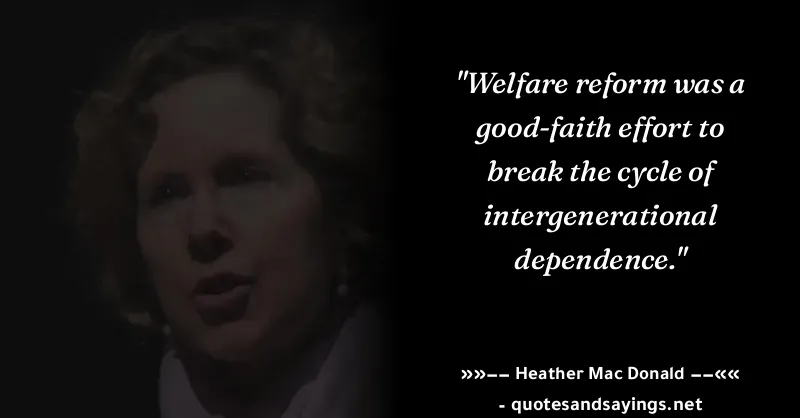 "Welfare reform was a
good-faith effort to
break the cycle of
intergenerational
dependence."
»»–– Heather Mac Donald ––««
- quotesandsayings.net